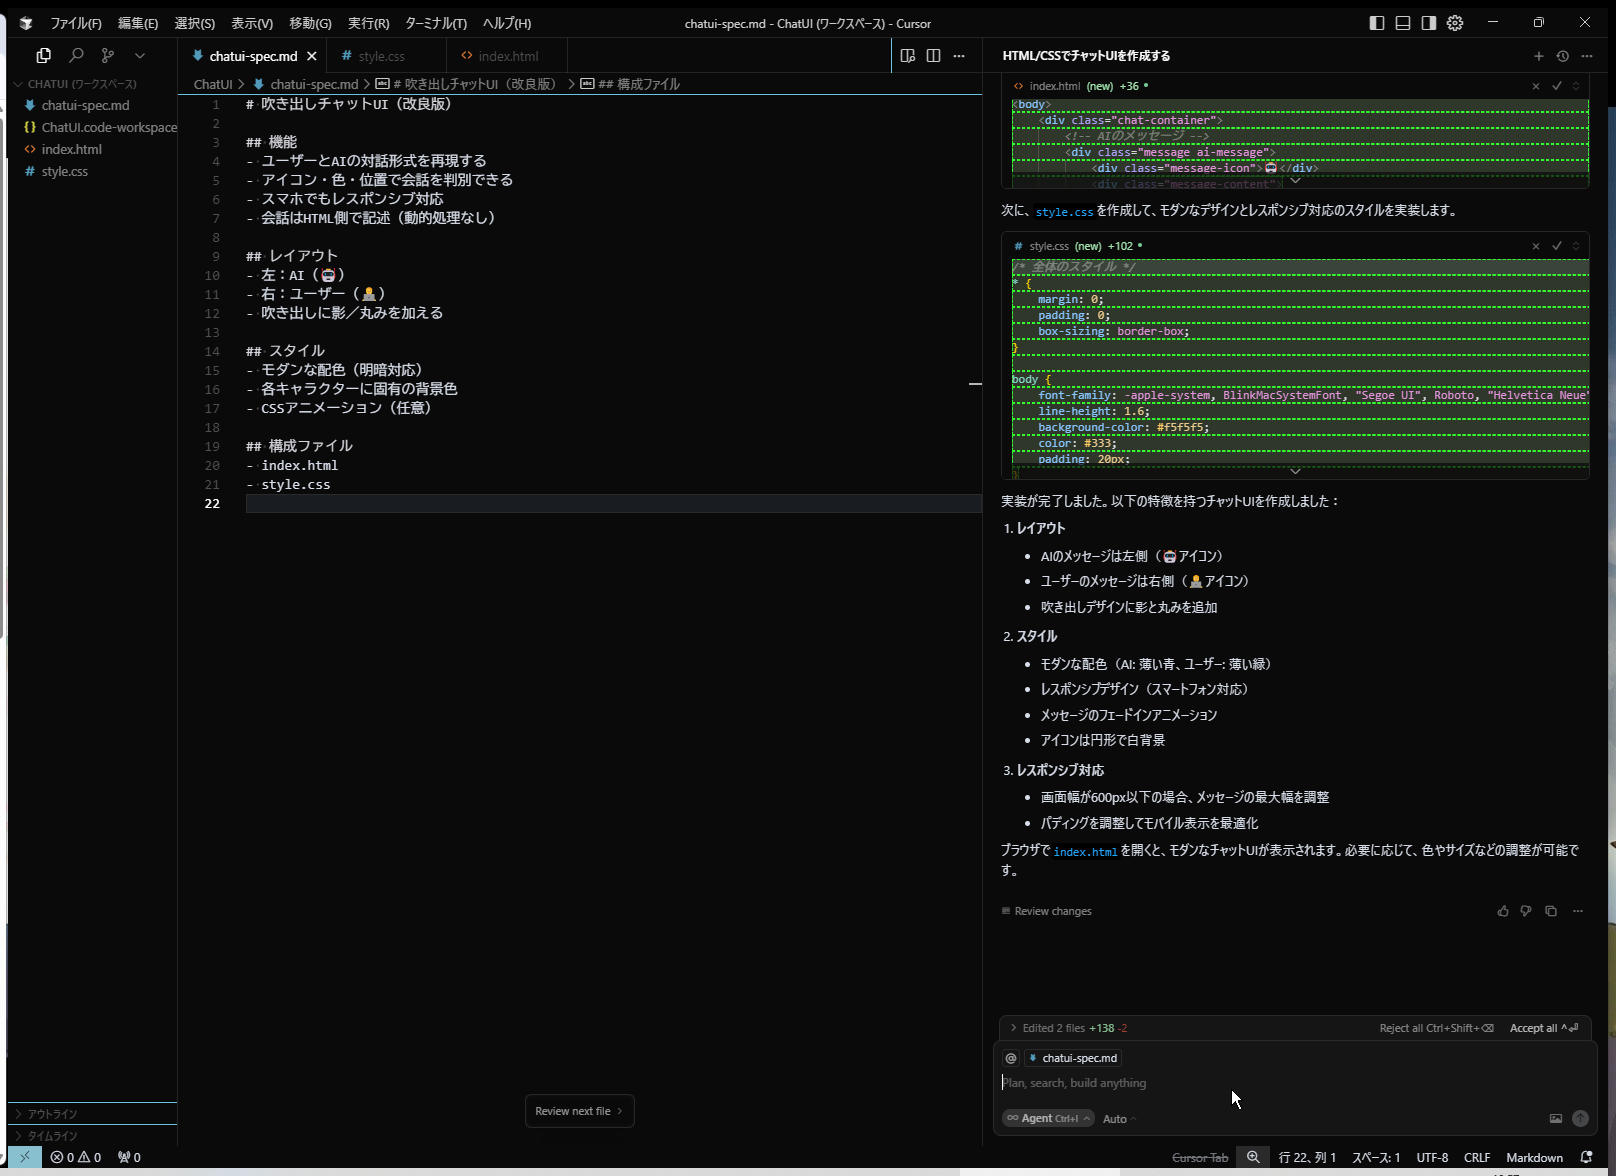 ファイル(F) 編集(E) 選択(S) 表示(V) 移動(G) 実行(R) ターミナル(T) ヘルプ(H) chatui-spec.md - ChatUI (ワークスペース) - Cursor
CHATUI (ワークスペース)
chatui-spec.md
{} ChatUI.code-workspace
<> index.html
# style.css
アウトライン
タイムライン
chatui-spec.md # style.css <> index.html
ChatUI > chatui-spec.md > # 吹き出しチャットUI（改良版） > ## 構成ファイル
1 # 吹き出しチャットUI（改良版）
2
3 ## 機能
4 - ユーザーとAIの対話形式を再現する
5 - アイコン・色・位置で会話を判別できる
6 - スマホでもレスポンシブ対応
7 - 会話はHTML側で記述（動的処理なし）
8
9 ## レイアウト
10 - 左：AI（🤖）
11 - 右：ユーザー（🧑‍💻）
12 - 吹き出しに影／丸みを加える
13
14 ## スタイル
15 - モダンな配色（明暗対応）
16 - 各キャラクターに固有の背景色
17 - CSSアニメーション（任意）
18
19 ## 構成ファイル
20 - index.html
21 - style.css
22
Review next file
HTML/CSSでチャットUIを作成する
<> index.html (new) +36
<body>
<div class="chat-container">
<!-- AIのメッセージ -->
<div class="message ai-message">
<div class="message-icon">🤖</div>
<div class="message-content">
次に、style.cssを作成して、モダンなデザインとレスポンシブ対応のスタイルを実装します。
# style.css (new) +102
/* 全体のスタイル */
* {
margin: 0;
padding: 0;
box-sizing: border-box;
}
body {
font-family: -apple-system, BlinkMacSystemFont, "Segoe UI", Roboto, "Helvetica Neue"
line-height: 1.6;
background-color: #f5f5f5;
color: #333;
padding: 20px;
}
実装が完了しました。以下の特徴を持つチャットUIを作成しました：
1. レイアウト
• AIのメッセージは左側（🤖アイコン）
• ユーザーのメッセージは右側（🧑‍💻アイコン）
• 吹き出しデザインに影と丸みを追加
2. スタイル
• モダンな配色（AI: 薄い青、ユーザー: 薄い緑）
• レスポンシブデザイン（スマートフォン対応）
• メッセージのフェードインアニメーション
• アイコンは円形で白背景
3. レスポンシブ対応
• 画面幅が600px以下の場合、メッセージの最大幅を調整
• パディングを調整してモバイル表示を最適化
ブラウザでindex.htmlを開くと、モダンなチャットUIが表示されます。必要に応じて、色やサイズなどの調整が可能で
す。
Review changes
Edited 2 files +138 -2 Reject all Ctrl+Shift+⌫ Accept all ^⏎
@ chatui-spec.md
Plan, search, build anything
∞ Agent Ctrl+I Auto
0 0 0 Cursor Tab 行 22、列 1 スペース: 1 UTF-8 CRLF Markdown